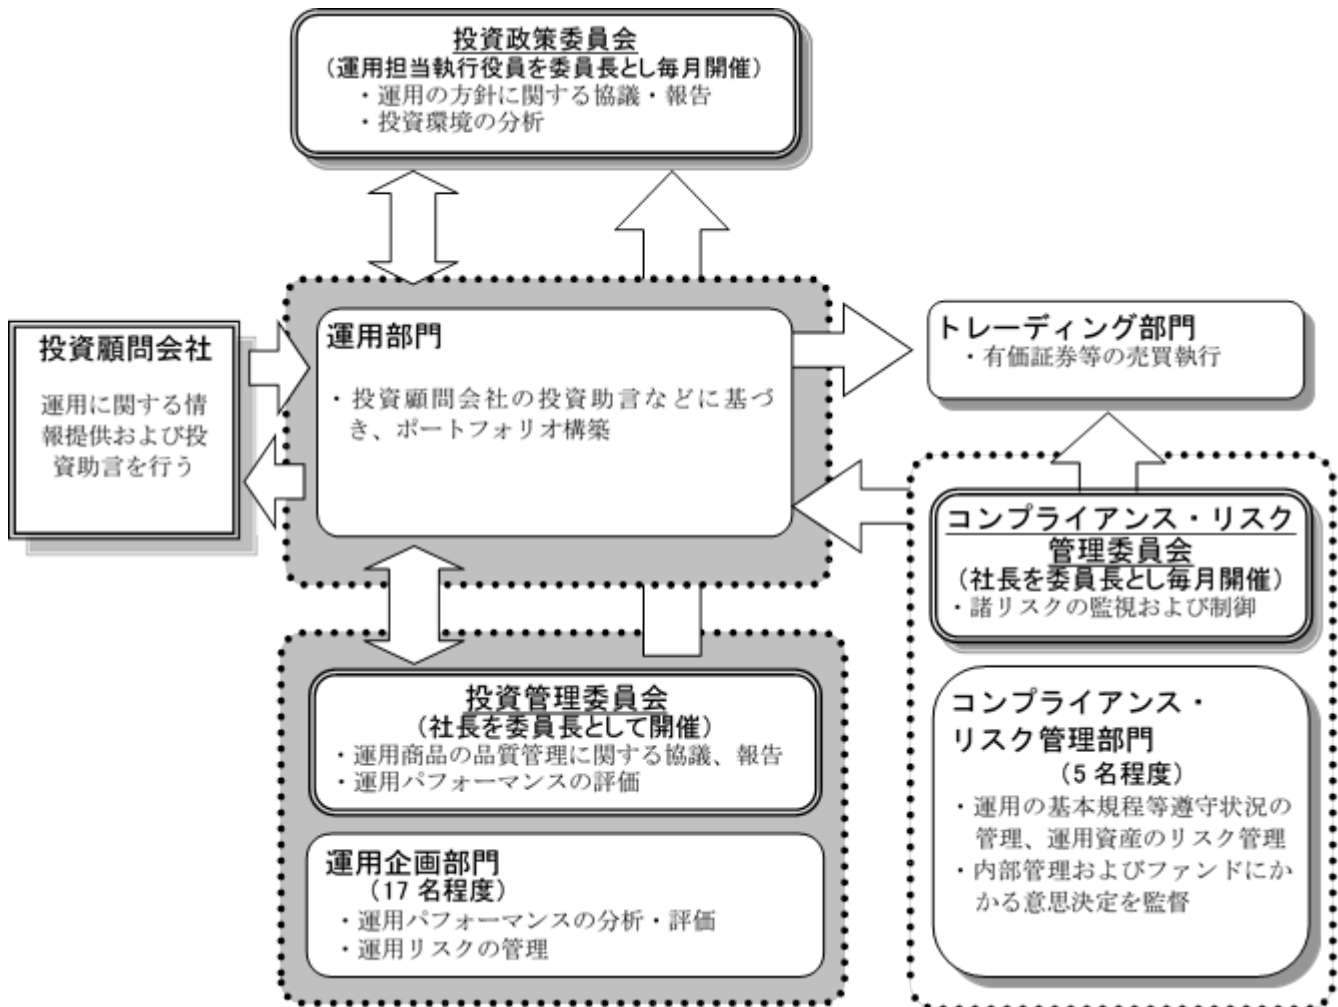 投資政策委員会
（運用担当執行役員を委員長とし毎月開催）
・運用の方針に関する協議・報告
・投資環境の分析
投資顧問会社
運用に関する情
報提供および投
資助言を行う
運用部門
・投資顧問会社の投資助言などに基づ
き、ポートフォリオ構築
トレーディング部門
・有価証券等の売買執行
コンプライアンス・リスク
管理委員会
（社長を委員長とし毎月開催）
・諸リスクの監視および制御
コンプライアンス・
リスク管理部門
（5 名程度）
・運用の基本規程等遵守状況の
管理、運用資産のリスク管理
・内部管理およびファンドにか
かる意思決定を監督
投資管理委員会
（社長を委員長として開催）
・運用商品の品質管理に関する協議、報告
・運用パフォーマンスの評価
運用企画部門
（17 名程度）
・運用パフォーマンスの分析・評価
・運用リスクの管理